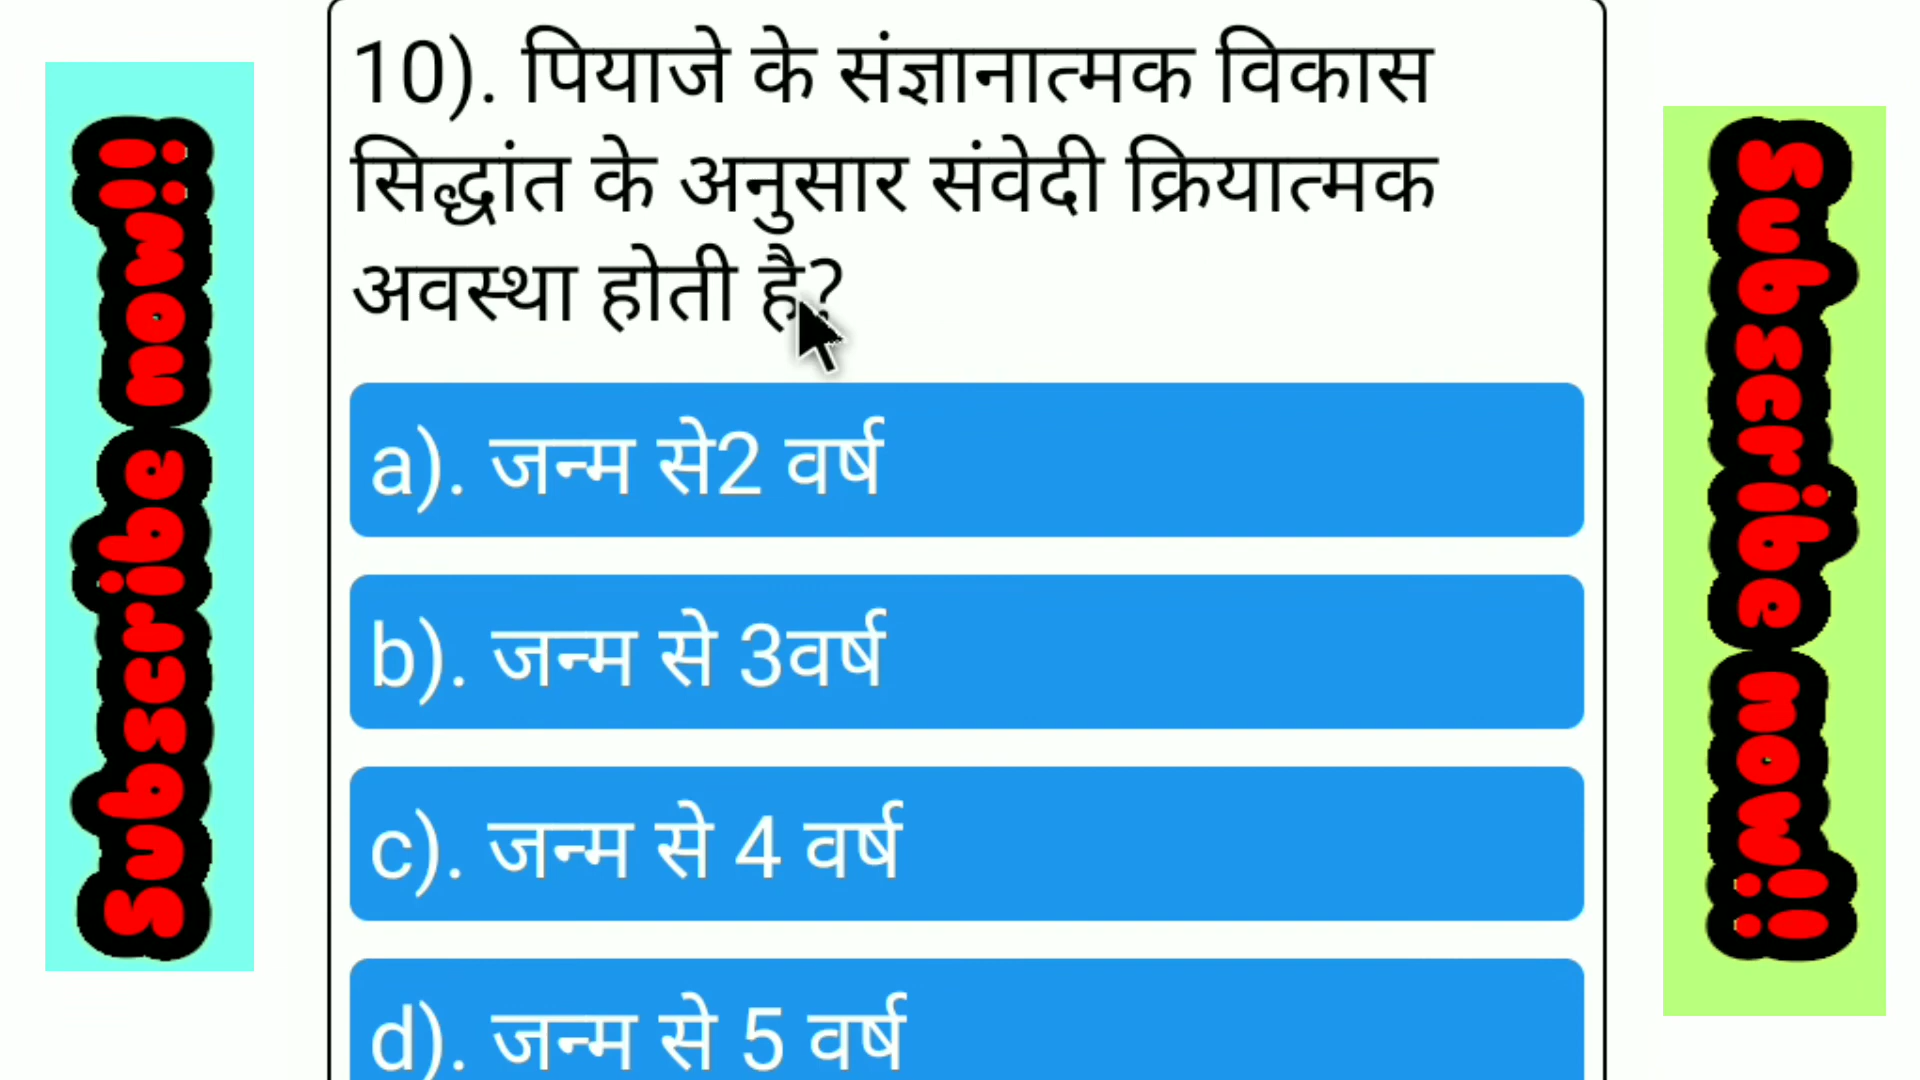 Subscribe now!!
10). पियाजे के संज्ञानात्मक विकास
सिद्धांत के अनुसार संवेदी क्रियात्मक
अवस्था होती है?
a). जन्म से2 वर्ष
b). जन्म से 3वर्ष
c). जन्म से 4 वर्ष
d). जन्म से 5 वर्ष
Subscribe now!!